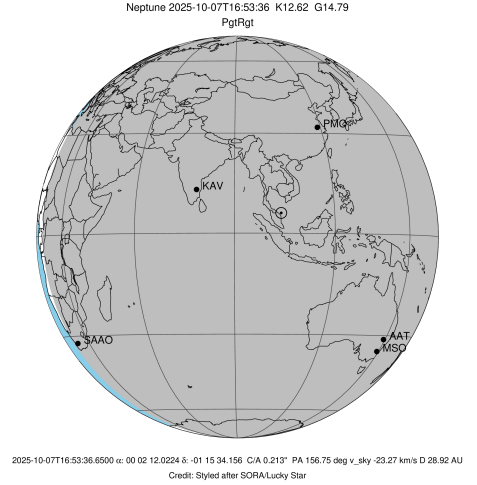 Neptune 2025-10-07T16:53:36 K12.62 G14.79
PgtRgt
PMO
KAV
SAAO
AAT
MSO
2025-10-07T16:53:36.6500 α: 00 02 12.0224 δ: -01 15 34.156 C/A 0.213" PA 156.75 deg v_sky -23.27 km/s D 28.92 AU
Credit: Styled after SORA/Lucky Star